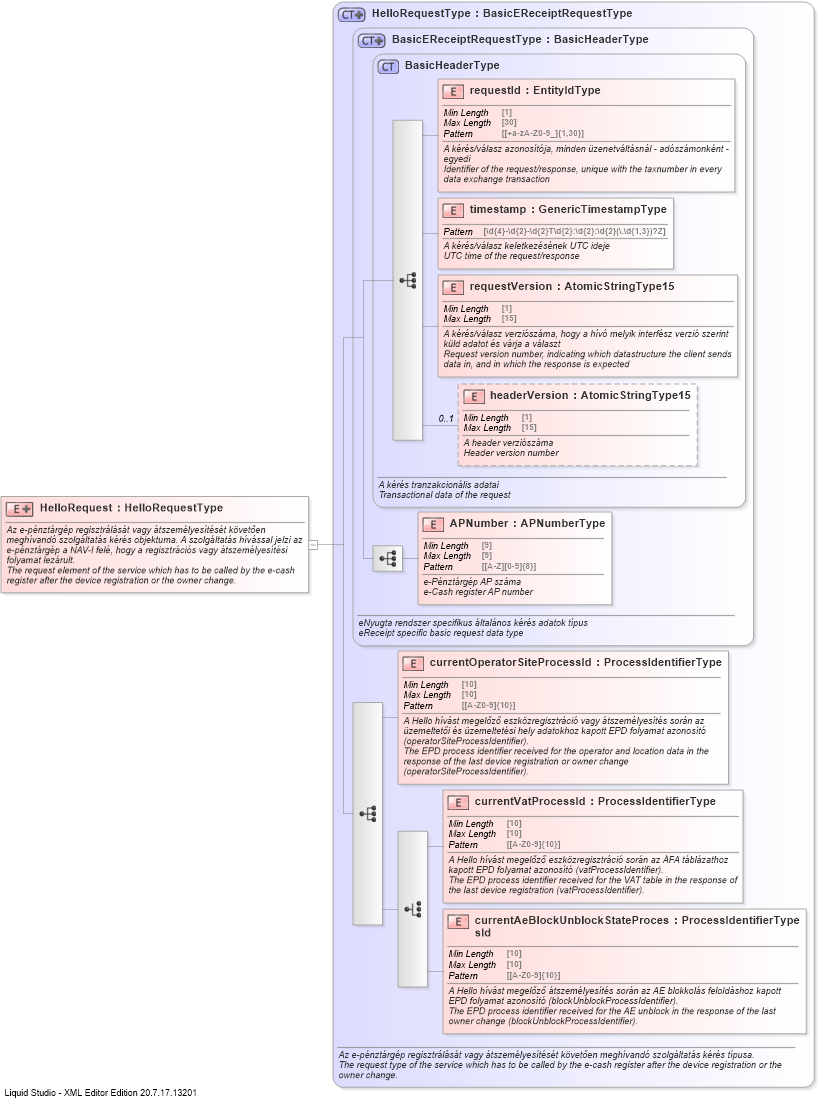 HelloRequestType : BasicEReceiptRequestType
BasicEReceiptRequestType : BasicHeaderType
BasicHeaderType
requestId : EntityIdType
Min Length [1]
Max Length [30]
Pattern [[+a-zA-Z0-9_]{1,30}]
A kérés/válasz azonosítója, minden üzenetváltásnál - adószámonként -
egyedi
Identifier of the request/response, unique with the taxnumber in every
data exchange transaction
timestamp : GenericTimestampType
Pattern [\d{4}-\d{2}-\d{2}T\d{2}:\d{2}:\d{2}(\.\d{1,3})?Z]
A kérés/válasz keletkezésének UTC ideje
UTC time of the request/response
requestVersion : AtomicStringType15
Min Length [1]
Max Length [15]
A kérés/válasz verziószáma, hogy a hívó melyik interfész verzió szerint
küld adatot és várja a választ
Request version number, indicating which datastructure the client sends
data in, and in which the response is expected
headerVersion : AtomicStringType15
0..1
Min Length [1]
Max Length [15]
A header verziószáma
Header version number
A kérés tranzakcionális adatai
Transactional data of the request
HelloRequest : HelloRequestType
Az e-pénztárgép regisztrálását vagy átszemélyesítését követően
meghívandó szolgáltatás kérés objektuma. A szolgáltatás hívással jelzi az
e-pénztárgép a NAV-I felé, hogy a regisztrációs vagy átszemélyesítési
folyamat lezárult.
The request element of the service which has to be called by the e-cash
register after the device registration or the owner change.
APNumber : APNumberType
Min Length [9]
Max Length [9]
Pattern [[A-Z][0-9]{8}]
e-Pénztárgép AP száma
e-Cash register AP number
eNyugta rendszer specifikus általános kérés adatok típus
eReceipt specific basic request data type
currentOperatorSiteProcessId : ProcessIdentifierType
Min Length [10]
Max Length [10]
Pattern [[A-Z0-9]{10}]
A Hello hívást megelőző eszközregisztráció vagy átszemélyesítés során az
üzemeltetői és üzemeltetési hely adatokhoz kapott EPD folyamat azonosító
(operatorSiteProcessIdentifier).
The EPD process identifier received for the operator and location data in the
response of the last device registration or owner change
(operatorSiteProcessIdentifier).
currentVatProcessId : ProcessIdentifierType
Min Length [10]
Max Length [10]
Pattern [[A-Z0-9]{10}]
A Hello hívást megelőző eszközregisztráció során az ÁFA táblázathoz
kapott EPD folyamat azonosító (vatProcessIdentifier).
The EPD process identifier received for the VAT table in the response of
the last device registration (vatProcessIdentifier).
currentAeBlockUnblockStateProces : ProcessIdentifierType
sId
Min Length [10]
Max Length [10]
Pattern [[A-Z0-9]{10}]
A Hello hívást megelőző átszemélyesítés során az AE blokkolás feloldáshoz kapott
EPD folyamat azonosító (blockUnblockProcessIdentifier).
The EPD process identifier received for the AE unblock in the response of the last
owner change (blockUnblockProcessIdentifier).
Az e-pénztárgép regisztrálását vagy átszemélyesítését követően meghívandó szolgáltatás kérés típusa.
The request type of the service which has to be called by the e-cash register after the device registration or the
owner change.
Liquid Studio - XML Editor Edition 20.7.17.13201